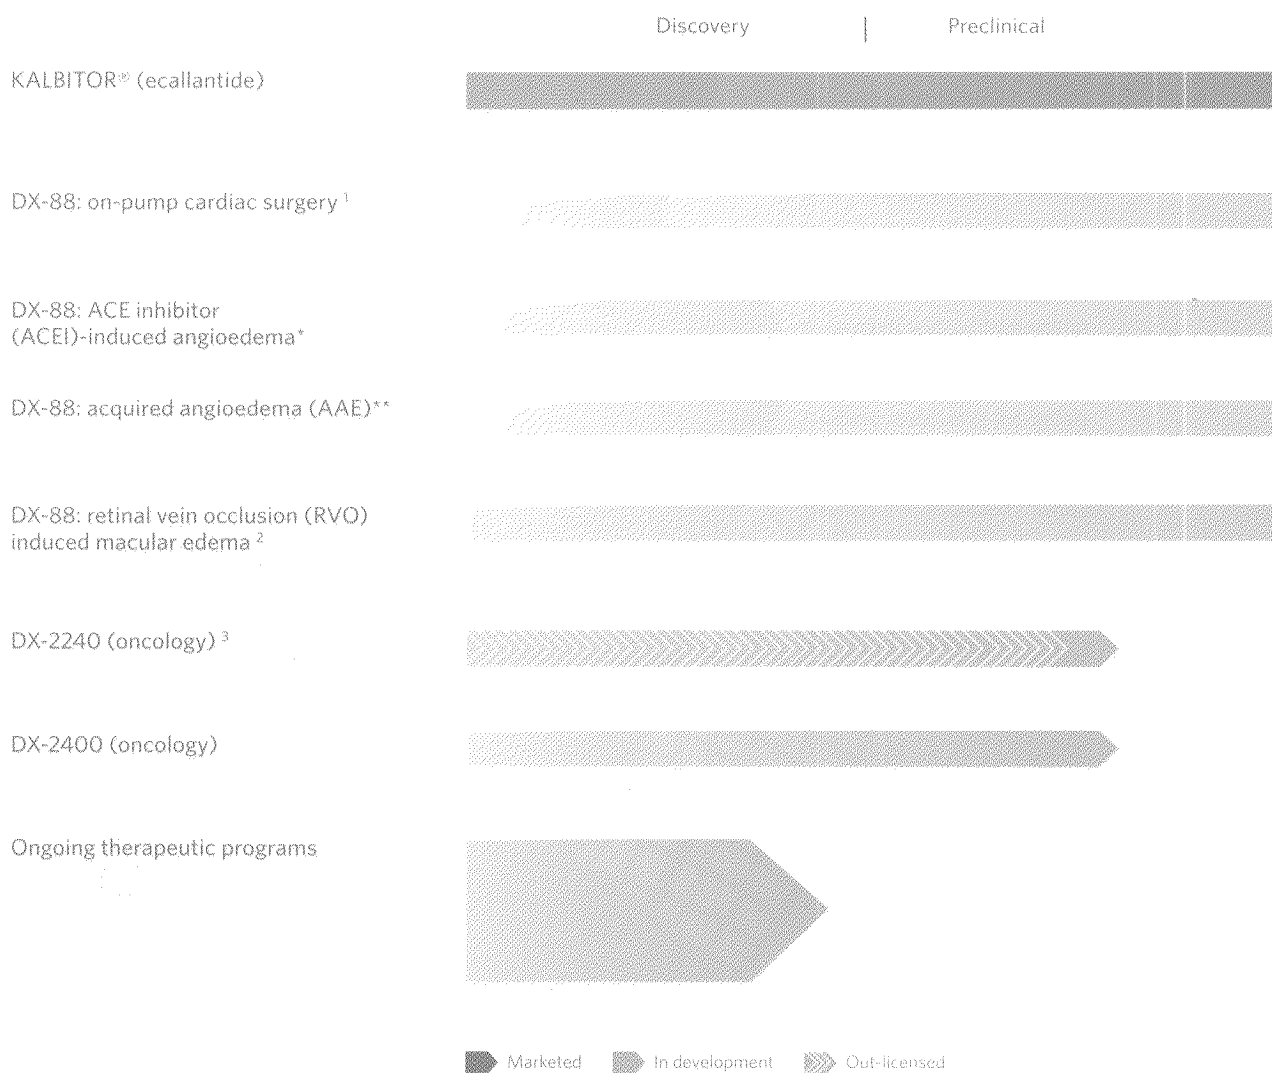 Discovery | Preclinical
KALBITOR® (ecallantide)
DX-88: on-pump cardiac surgery 1
DX-88: ACE inhibitor
(ACEI)-induced angioedema*
DX-88: acquired angioedema (AAE)**
DX-88: retinal vein occlusion (RVO)
induced macular edema 2
DX-2240 (oncology) 3
DX-2400 (oncology)
Ongoing therapeutic programs
Marketed In development Out-licensed